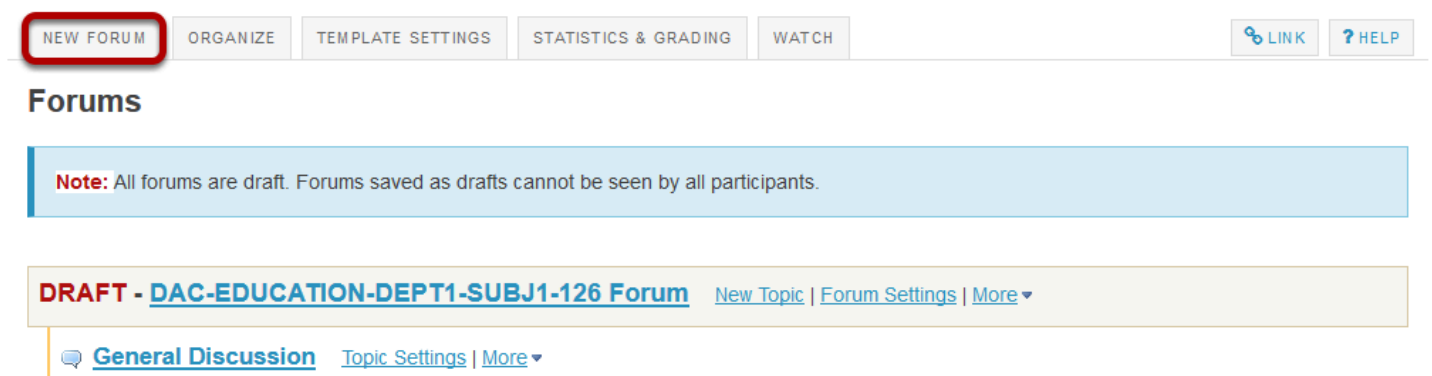 NEW FORUM ORGANIZE TEMPLATE SETTINGS STATISTICS & GRADING WATCH LINK ? HELP
Forums
Note: All forums are draft. Forums saved as drafts cannot be seen by all participants.
DRAFT - DAC-EDUCATION-DEPT1-SUBJ1-126 Forum New Topic | Forum Settings | More
General Discussion Topic Settings | More